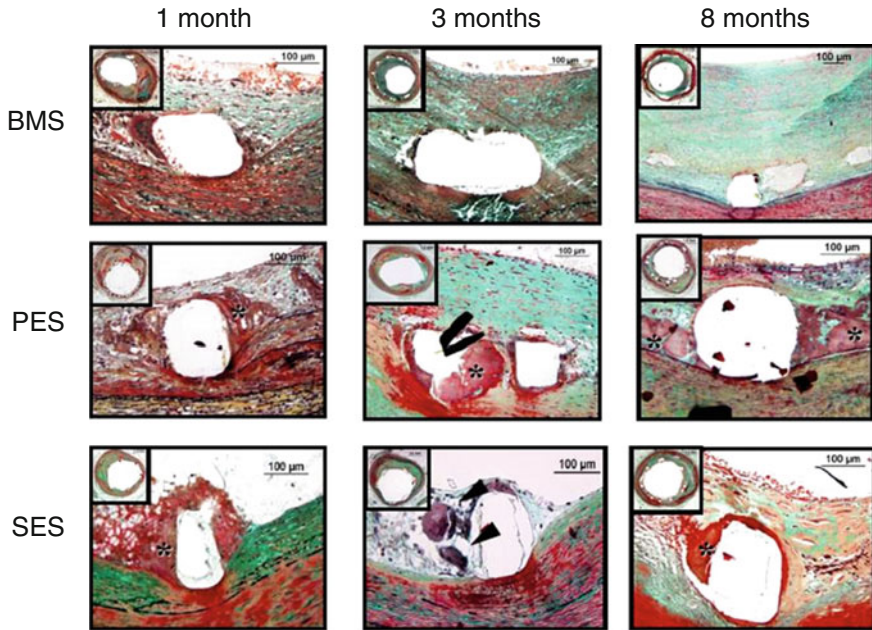 1 month 3 months 8 months
BMS
100 µm 100 µm 100 µm
PES
100 µm 100 µm 100 µm
* * * *
SES
100 µm 100 µm 100 µm
* *